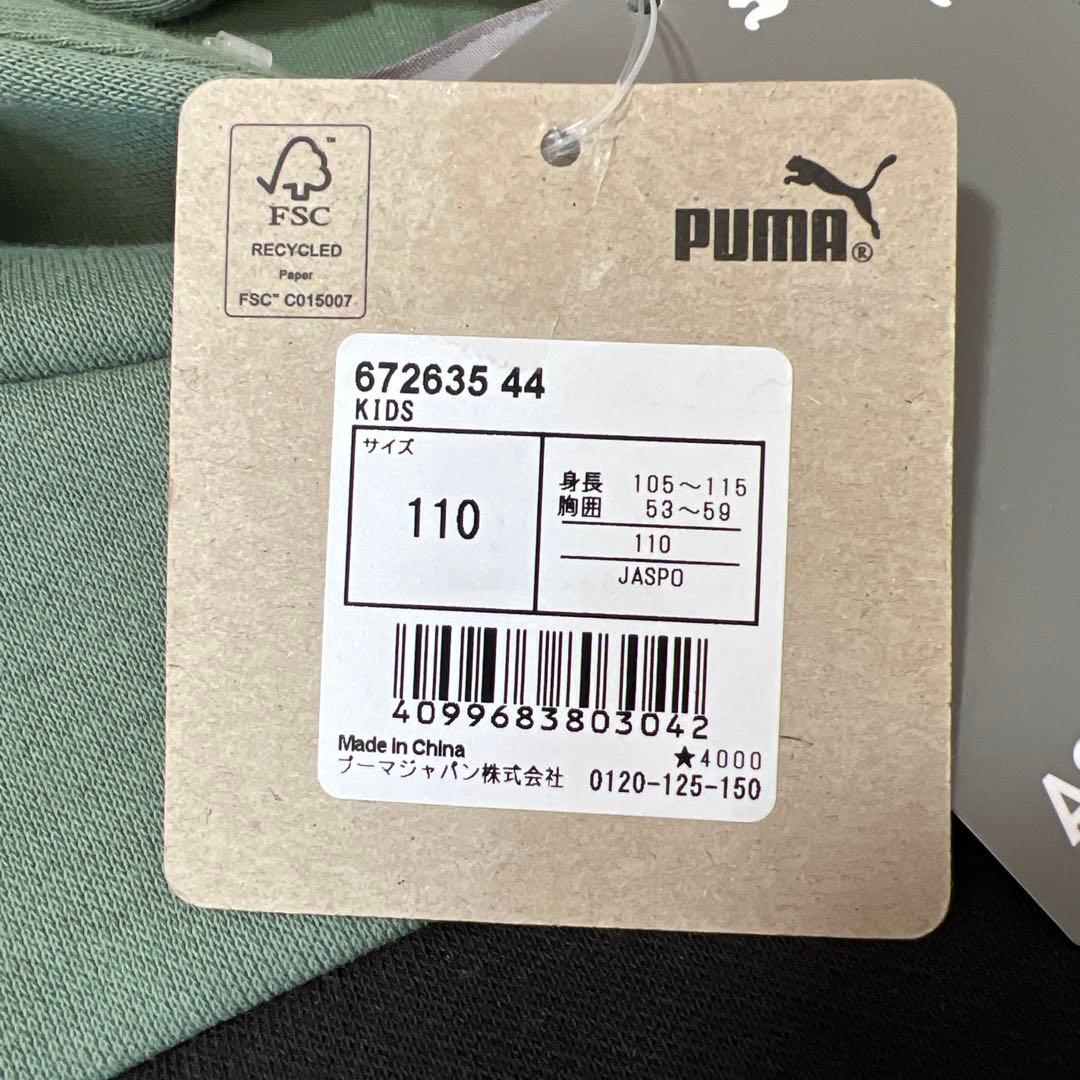 FSC™
RECYCLED
Paper
FSC™ C015007
PUMA®
672635 44
KIDS
サイズ
110
身長 105～115
胸囲 53～59
110
JASPO
4099683803042
Made in China
★4000
プーマジャパン株式会社 0120-125-150